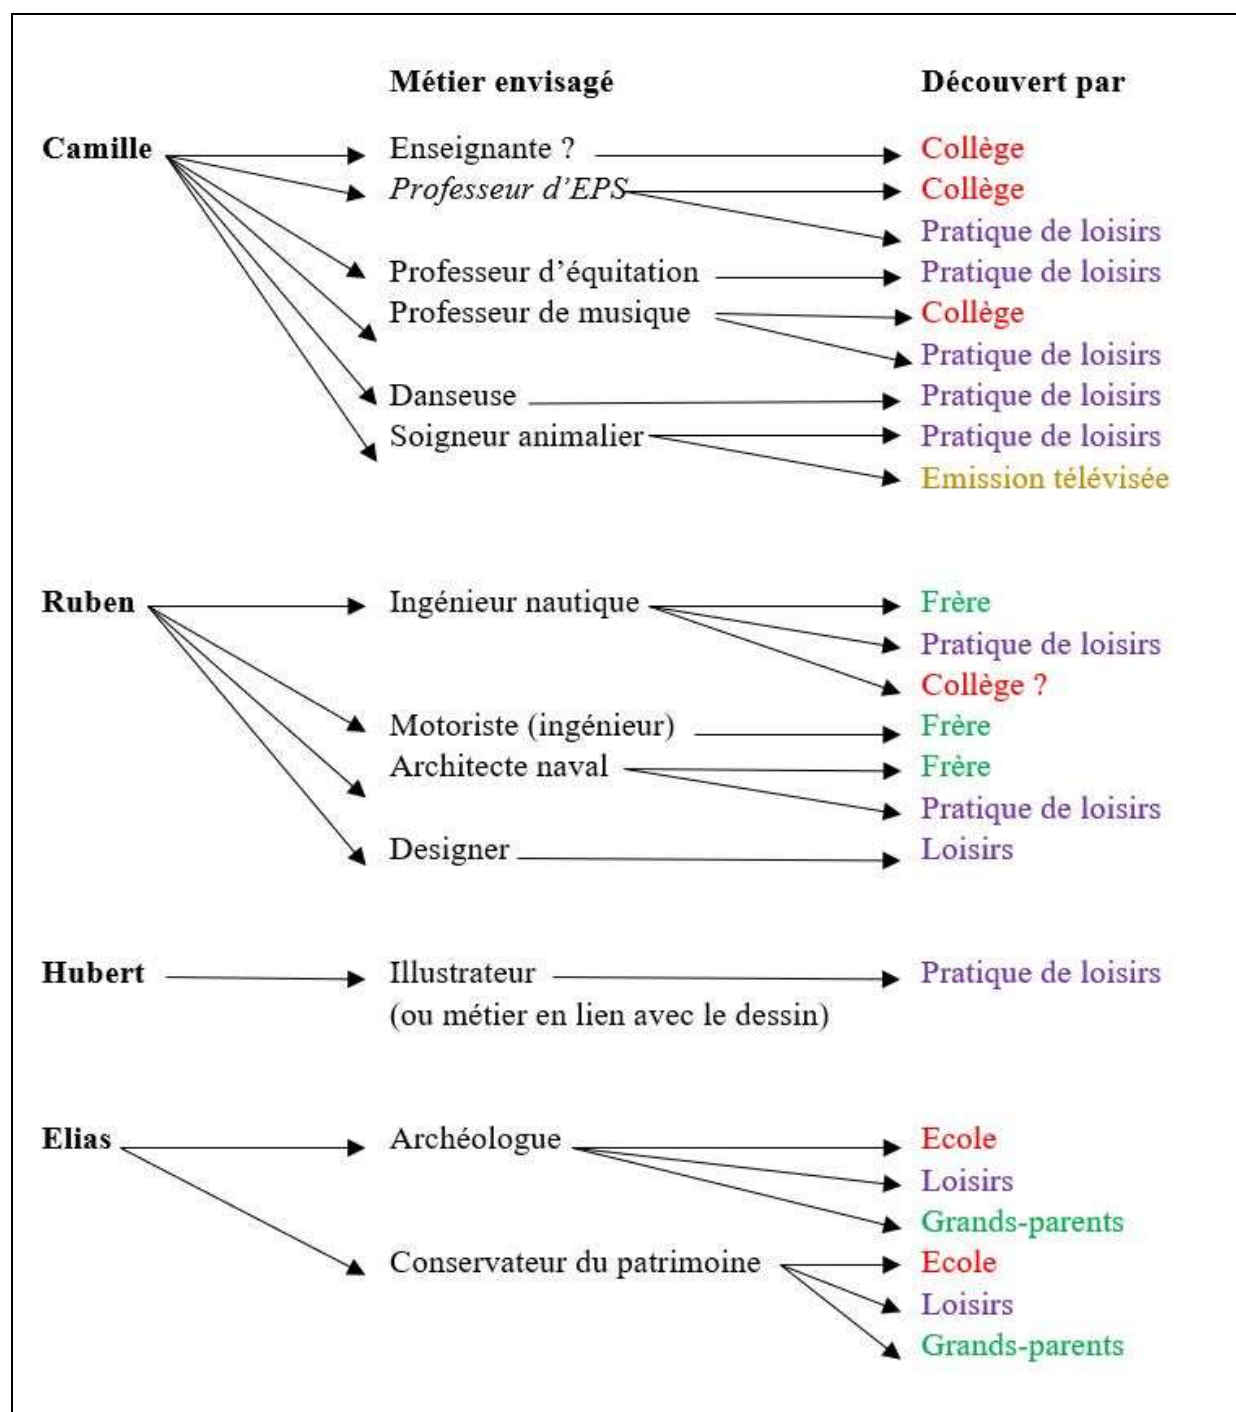 Métier envisagé Découvert par
Camille Enseignante ? Collège
Professeur d’EPS Collège
Pratique de loisirs
Professeur d’équitation Pratique de loisirs
Professeur de musique Collège
Pratique de loisirs
Danseuse Pratique de loisirs
Soigneur animalier Pratique de loisirs
Emission télévisée
Ruben Ingénieur nautique Frère
Pratique de loisirs
Collège ?
Motoriste (ingénieur) Frère
Architecte naval Frère
Pratique de loisirs
Designer Loisirs
Hubert Illustrateur Pratique de loisirs
(ou métier en lien avec le dessin)
Elias Archéologue Ecole
Loisirs
Grands-parents
Conservateur du patrimoine Ecole
Loisirs
Grands-parents